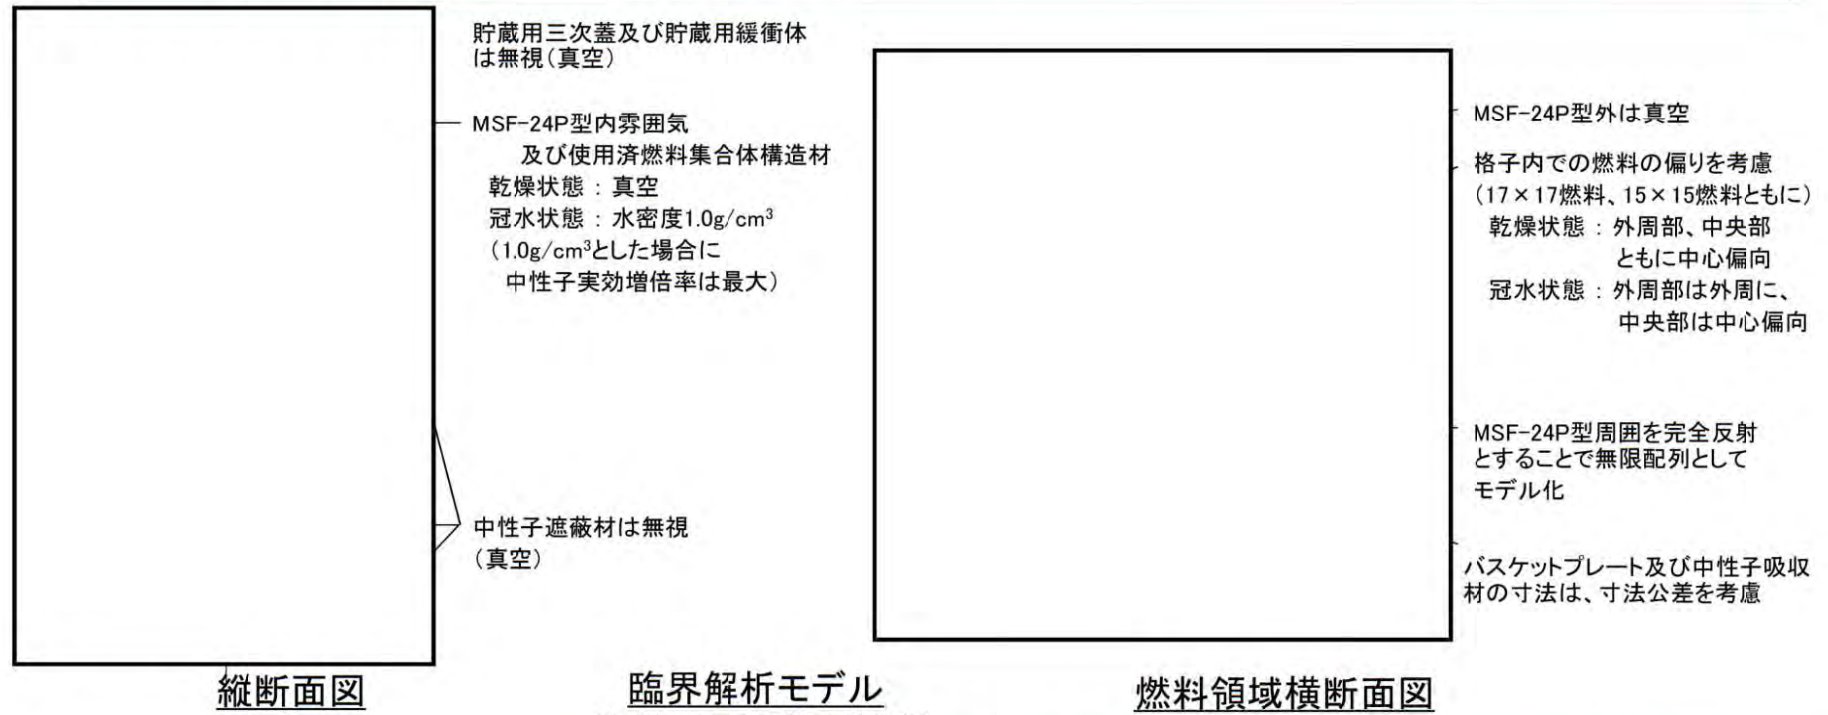 貯蔵用三次蓋及び貯蔵用緩衝体
は無視(真空)
MSF-24P型内雰囲気
及び使用済燃料集合体構造材
乾燥状態 : 真空
冠水状態 : 水密度1.0g/cm³
(1.0g/cm³とした場合に
中性子実効増倍率は最大)
中性子遮蔽材は無視
(真空)
縦断面図
臨界解析モデル
MSF-24P型外は真空
格子内での燃料の偏りを考慮
(17×17燃料、15×15燃料ともに)
乾燥状態 : 外周部、中央部
ともに中心偏向
冠水状態 : 外周部は外周に、
中央部は中心偏向
MSF-24P型周囲を完全反射
とすることで無限配列として
モデル化
バスケットプレート及び中性子吸収
材の寸法は、寸法公差を考慮
燃料領域横断面図